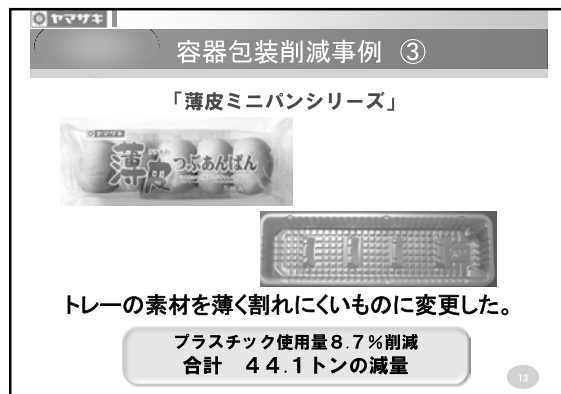 ヤマザキ
容器包装削減事例 ③
「薄皮ミニパンシリーズ」
ヤマザキ
薄皮つぶあんぱん
トレーの素材を薄く割れにくいものに変更した。
プラスチック使用量８.７％削減
合計 ４４.１トンの減量
13